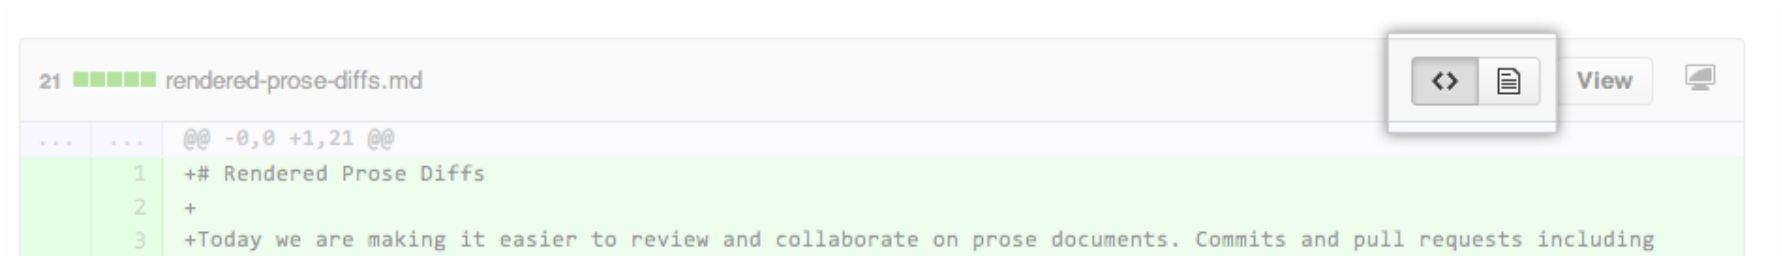 21 rendered-prose-diffs.md <> View
... ... @@ -0,0 +1,21 @@
1 +# Rendered Prose Diffs
2 +
3 +Today we are making it easier to review and collaborate on prose documents. Commits and pull requests including